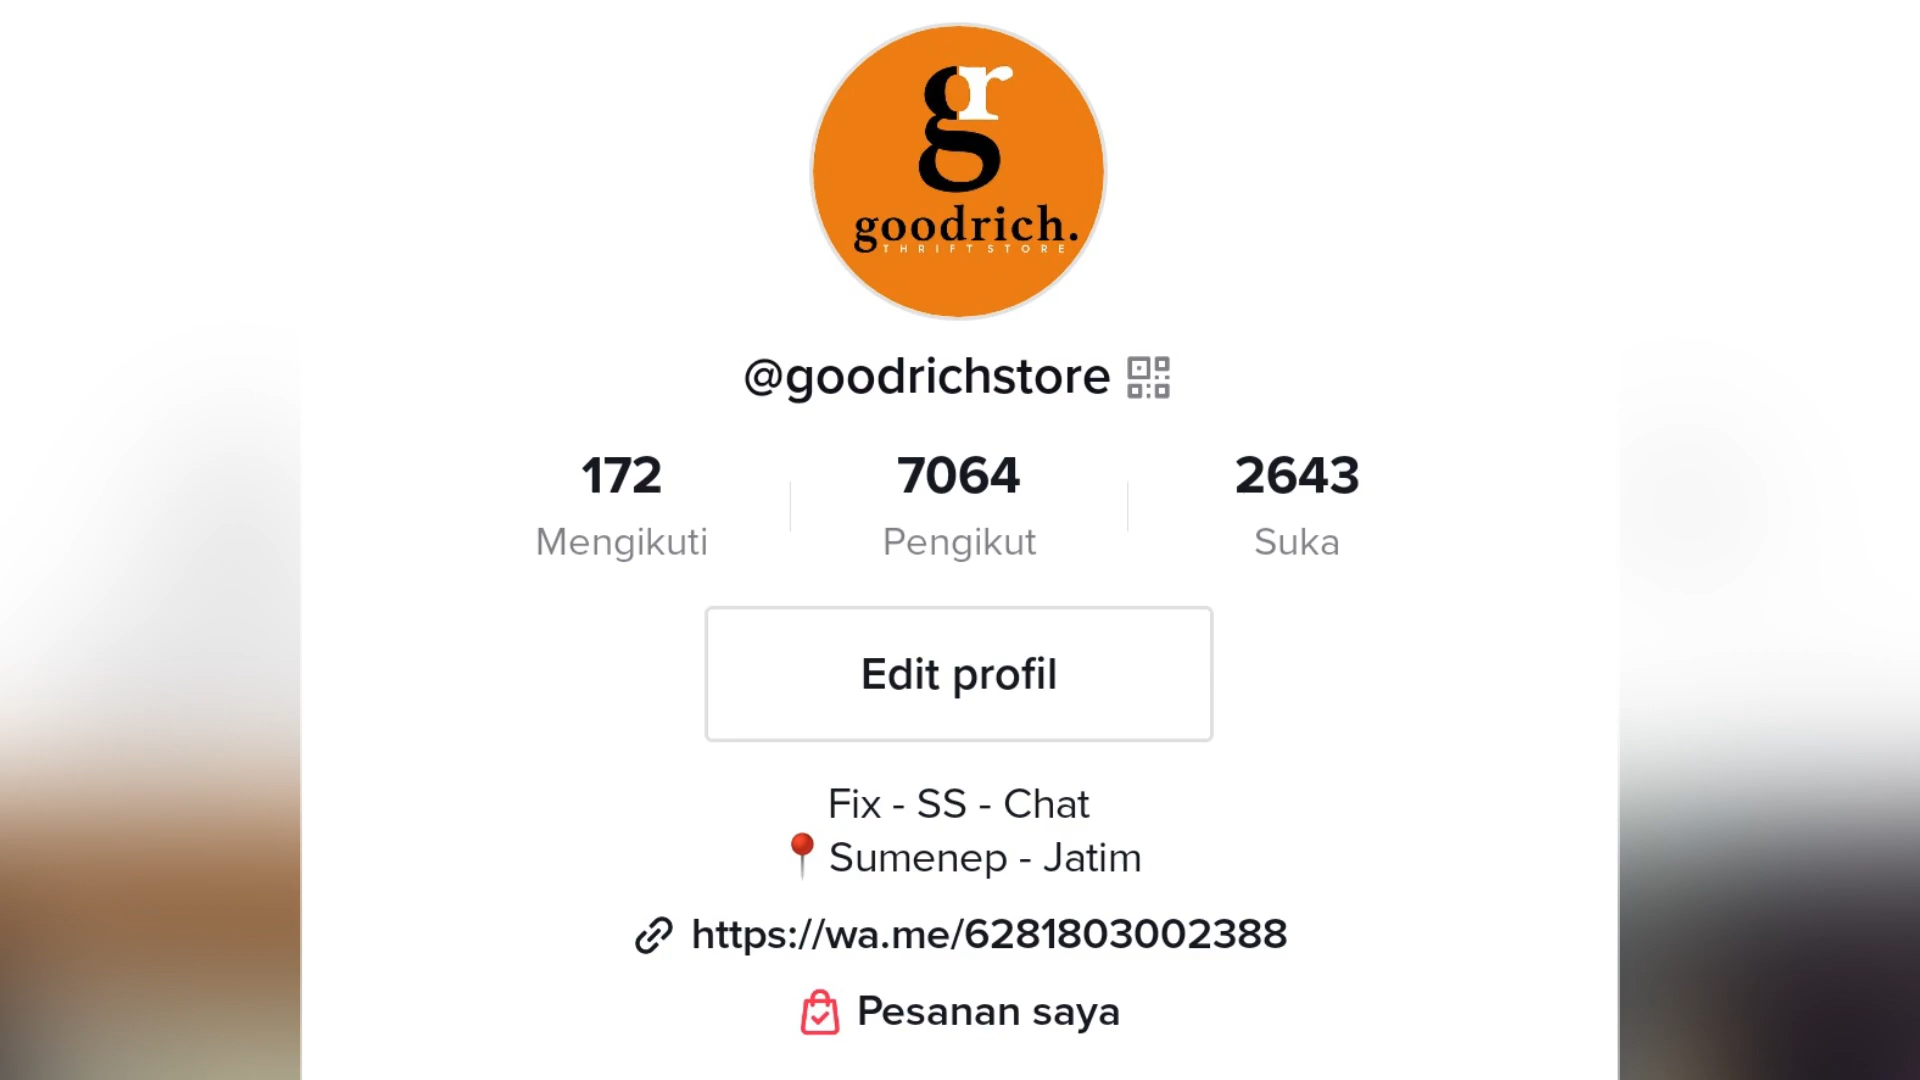 gr
goodrich.
THRIFT STORE
@goodrichstore
172 7064 2643
Mengikuti Pengikut Suka
Edit profil
Fix - SS - Chat
📍Sumenep - Jatim
https://wa.me/6281803002388
Pesanan saya